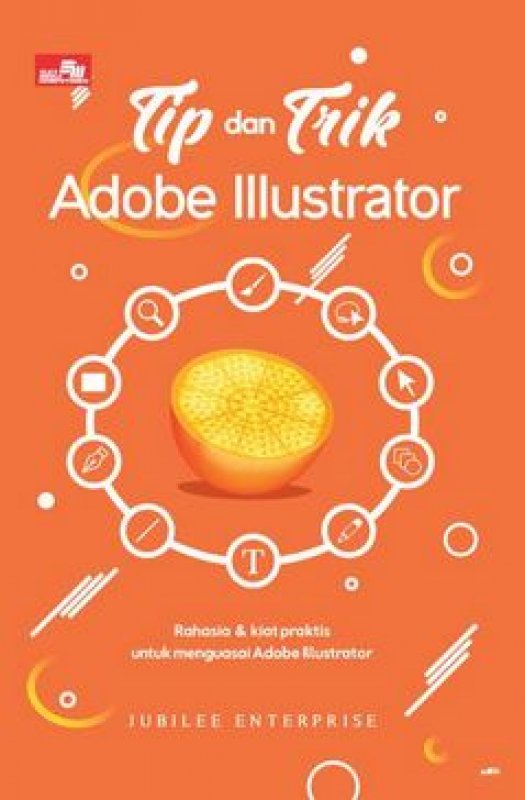 Tip dan Trik
Adobe Illustrator
T
Rahasia & kiat praktis
untuk menguasai Adobe Illustrator
JUBILEE ENTERPRISE